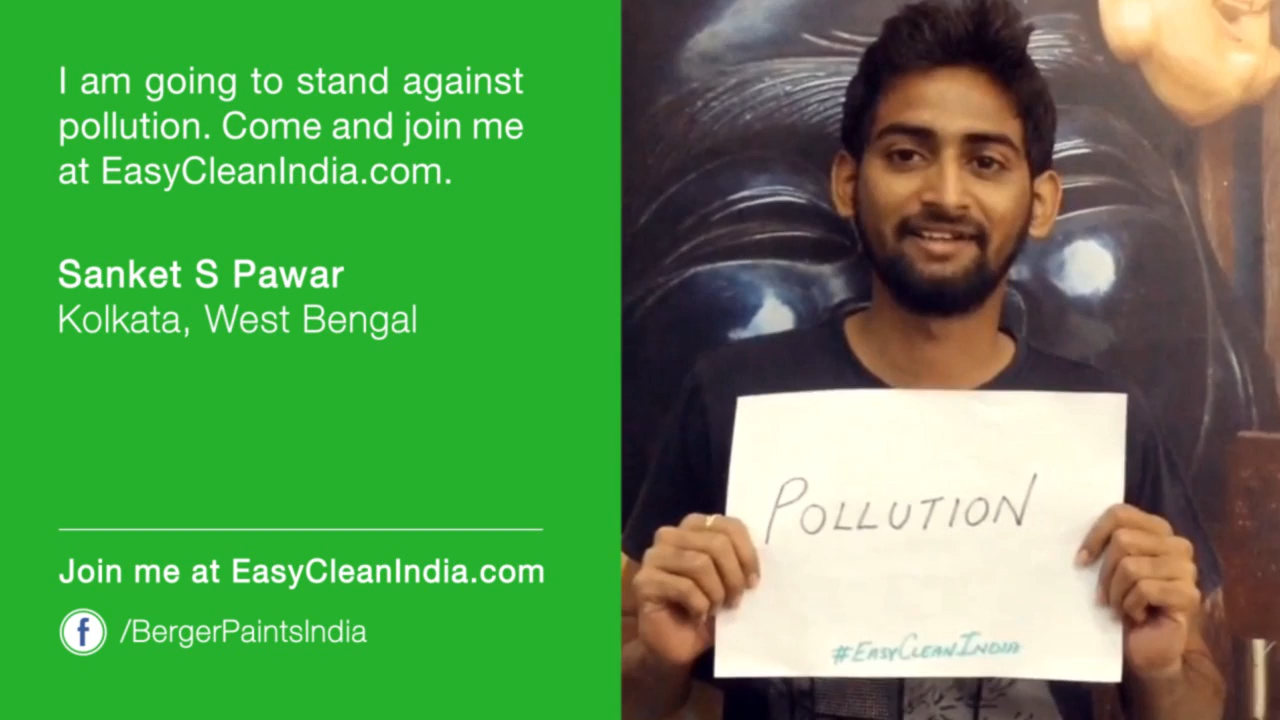 I am going to stand against
pollution. Come and join me
at EasyCleanIndia.com.
Sanket S Pawar
Kolkata, West Bengal
Join me at EasyCleanIndia.com
f /BergerPaintsIndia
POLLUTION
#EASYCLEANINDIA